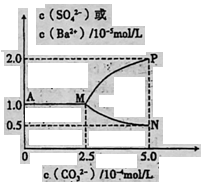 c（SO₄²⁻）或
c（Ba²⁺）/10⁻⁵mol/L
2.0 P
A M
1.0
0.5 N
0 2.5 5.0
c（CO₃²⁻）/10⁻⁴mol/L